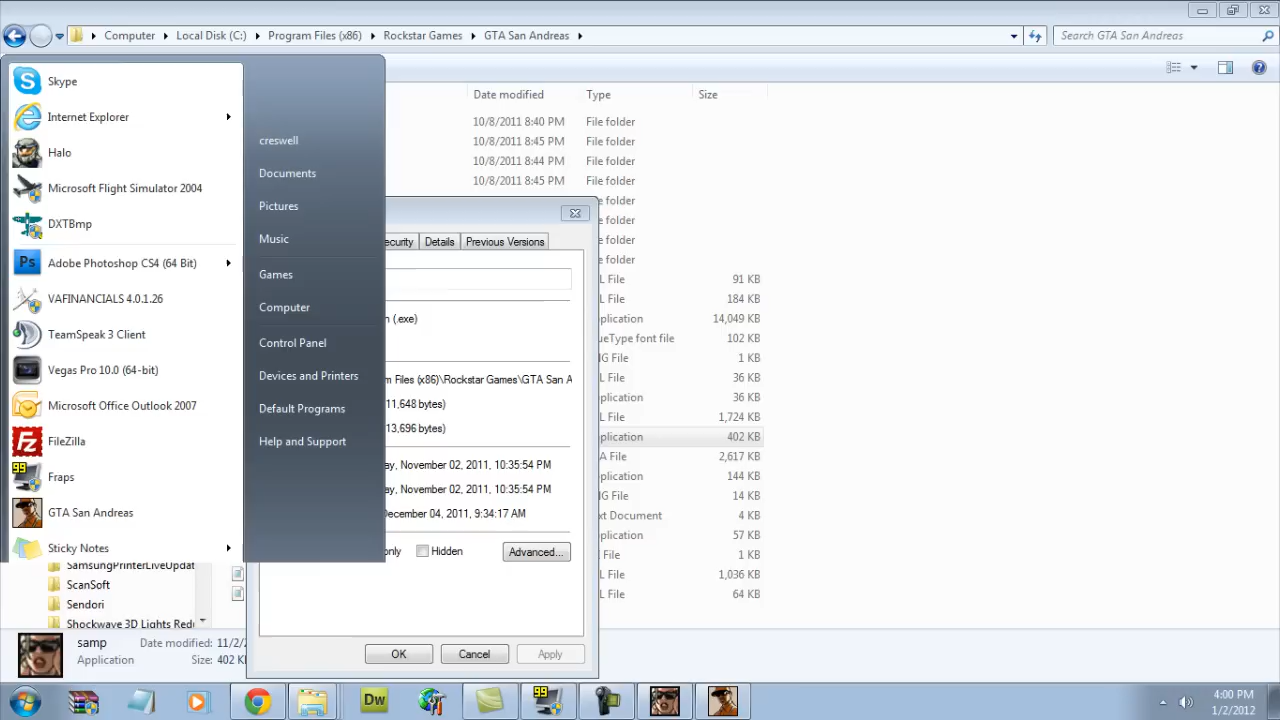 Computer Local Disk (C:) Program Files (x86) Rockstar Games GTA San Andreas Search GTA San Andreas
Date modified Type Size
10/8/2011 8:40 PM File folder
10/8/2011 8:45 PM File folder
10/8/2011 8:44 PM File folder
10/8/2011 8:45 PM File folder
e folder
e folder
e folder
e folder
L File 91 KB
L File 184 KB
plication 14,049 KB
ueType font file 102 KB
IG File 1 KB
L File 36 KB
plication 36 KB
L File 1,724 KB
plication 402 KB
A File 2,617 KB
plication 144 KB
NG File 14 KB
xt Document 4 KB
plication 57 KB
E File 1 KB
L File 1,036 KB
L File 64 KB
Skype
Internet Explorer
Halo
Microsoft Flight Simulator 2004
DXTBmp
Ps Adobe Photoshop CS4 (64 Bit)
VAFINANCIALS 4.0.1.26
TeamSpeak 3 Client
Vegas Pro 10.0 (64-bit)
Microsoft Office Outlook 2007
FileZilla
99 Fraps
GTA San Andreas
Sticky Notes
creswell
Documents
Pictures
Music
Games
Computer
Control Panel
Devices and Printers
Default Programs
Help and Support
ecurity Details Previous Versions
n (.exe)
m Files (x86)\Rockstar Games\GTA San A
11,648 bytes)
13,696 bytes)
ay, November 02, 2011, 10:35:54 PM
ay, November 02, 2011, 10:35:54 PM
December 04, 2011, 9:34:17 AM
only Hidden Advanced...
OK Cancel Apply
SamsungPrinterLiveUpdat
ScanSoft
Sendori
Shockwave 3D Lights Redu
samp Date modified: 11/2/2
Application Size: 402 K
Dw 99
4:00 PM
1/2/2012